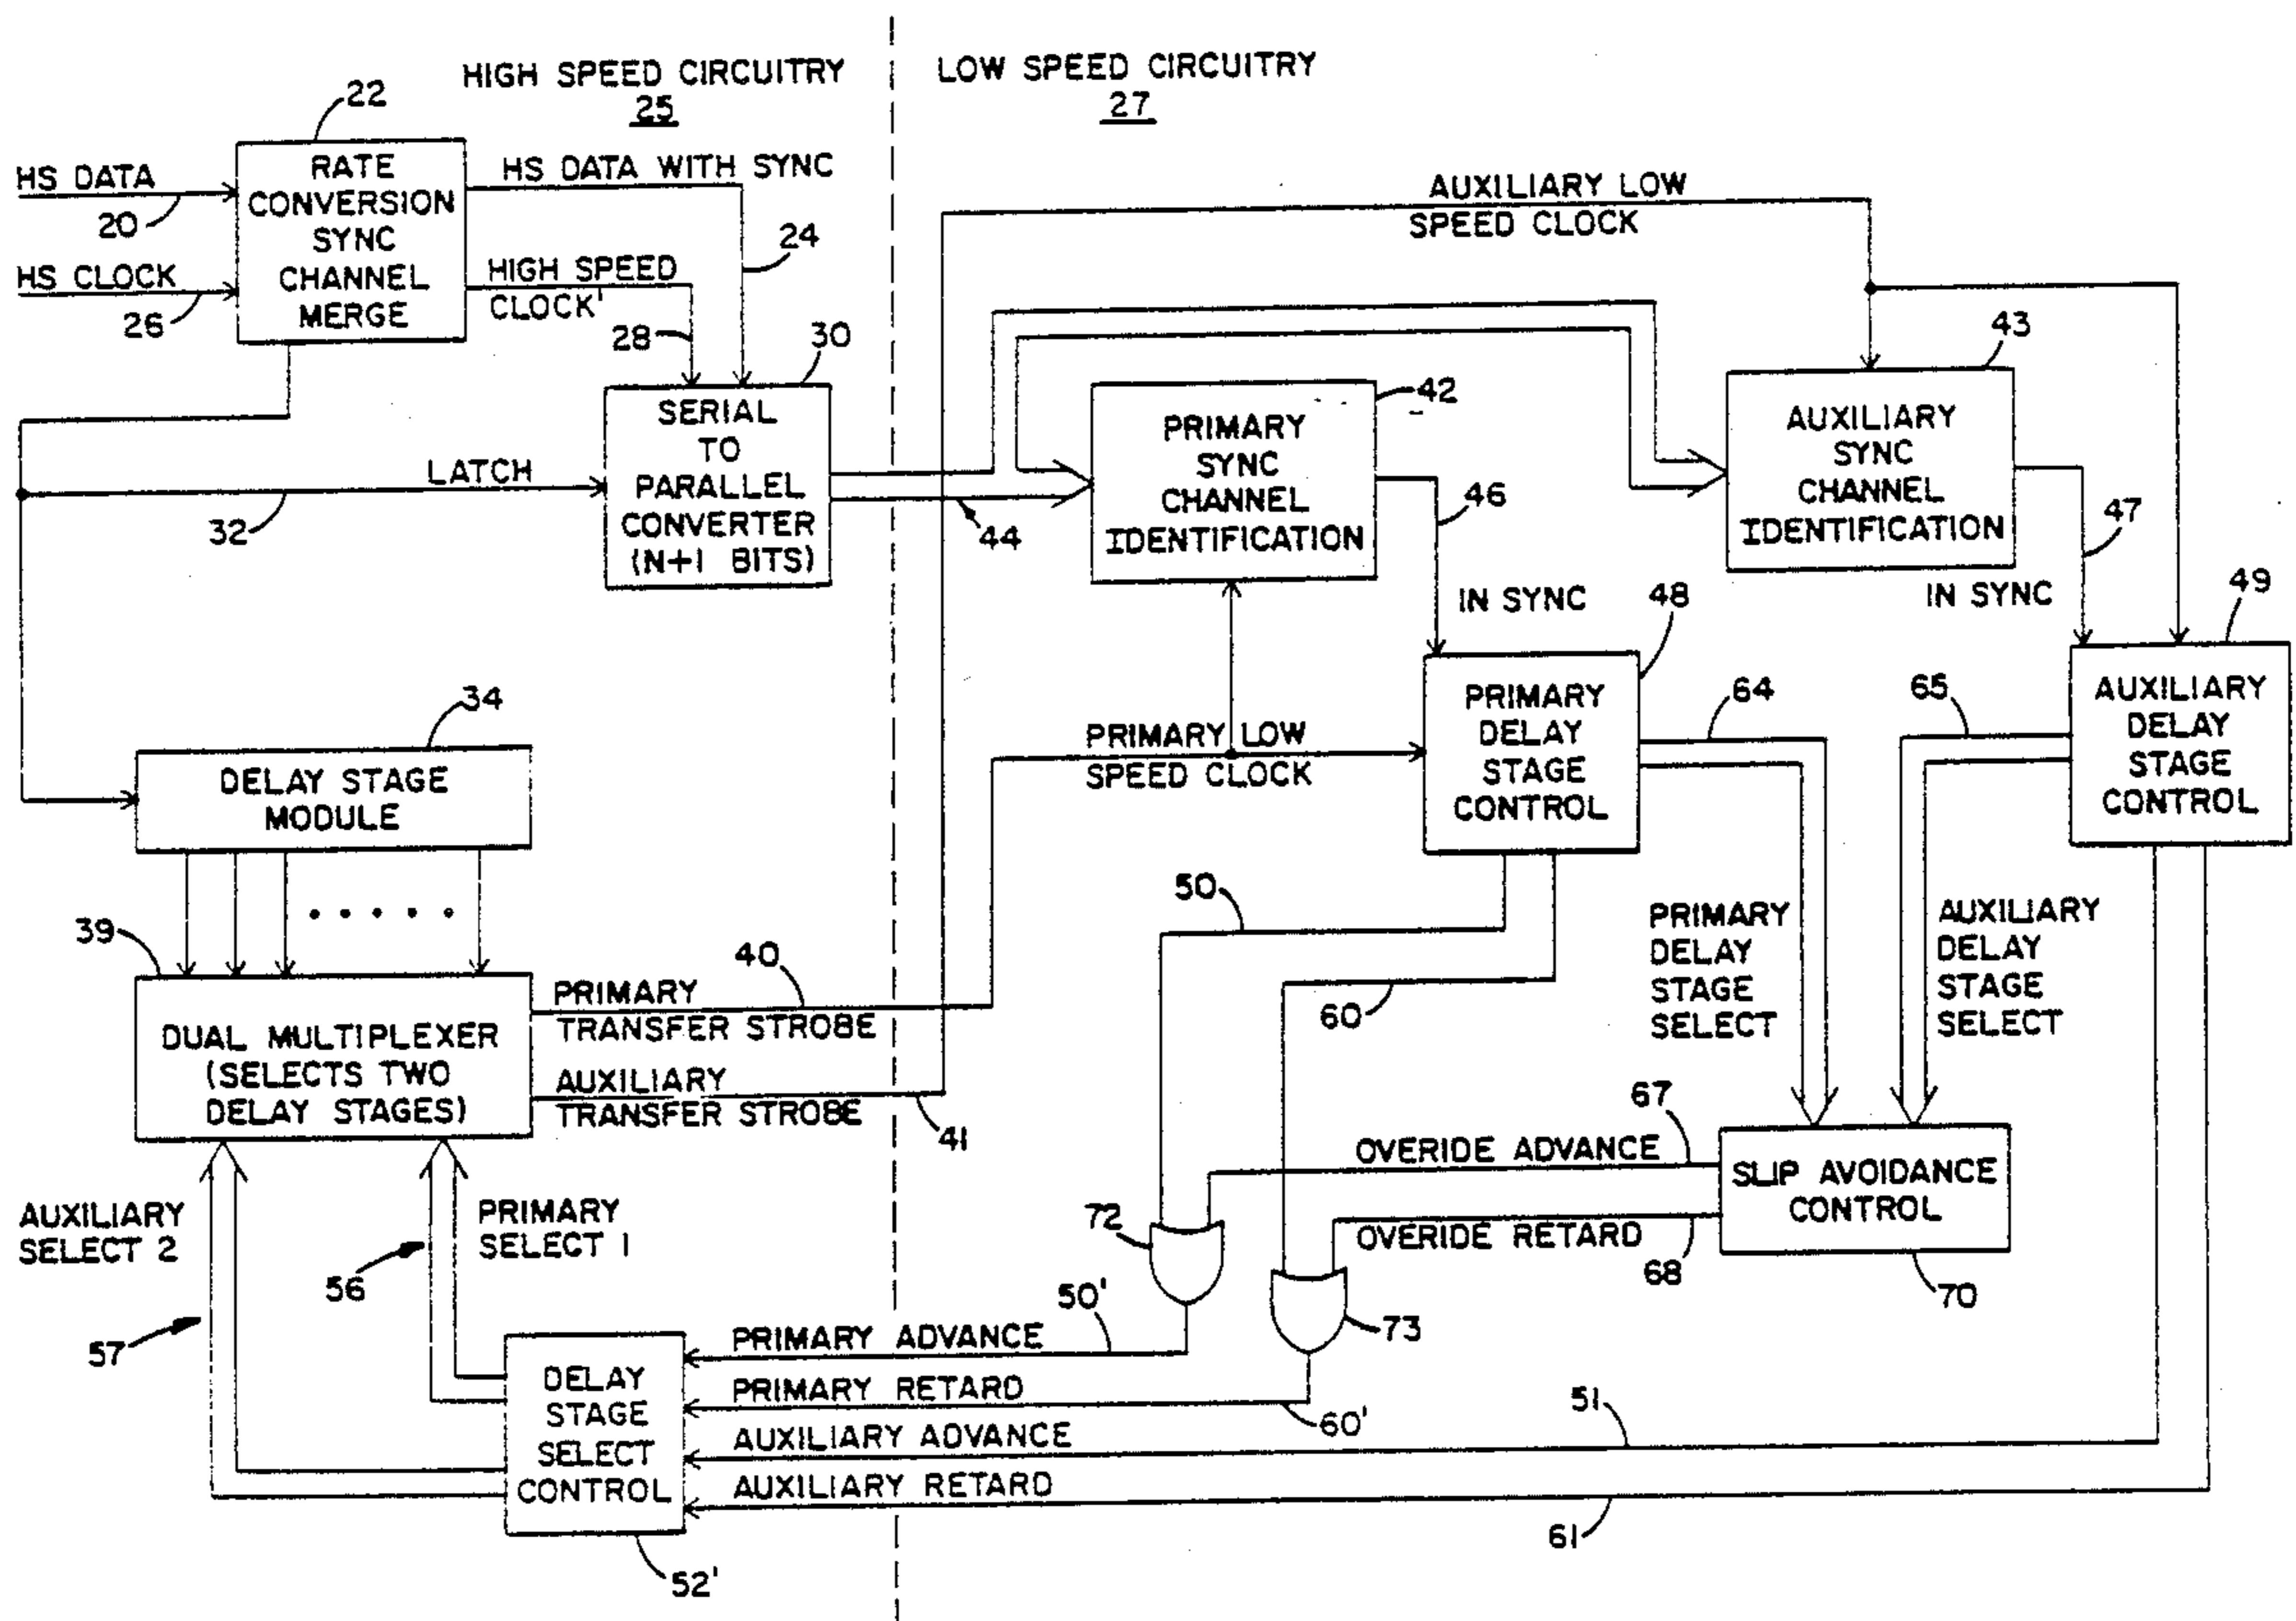 HIGH SPEED CIRCUITRY
25
LOW SPEED CIRCUITRY
27
22
HS DATA
20
HS CLOCK
26
RATE
CONVERSION
SYNC
CHANNEL
MERGE
HS DATA WITH SYNC
24
HIGH SPEED
CLOCK'
28
30
SERIAL
TO
PARALLEL
CONVERTER
(N+1 BITS)
LATCH
32
44
AUXILIARY LOW
SPEED CLOCK
42
PRIMARY
SYNC
CHANNEL
IDENTIFICATION
46
IN SYNC
43
AUXILIARY
SYNC
CHANNEL
IDENTIFICATION
47
IN SYNC
48
PRIMARY
DELAY
STAGE
CONTROL
49
AUXILIARY
DELAY
STAGE
CONTROL
64
65
34
DELAY STAGE
MODULE
PRIMARY LOW
SPEED CLOCK
39
DUAL MULTIPLEXER
(SELECTS TWO
DELAY STAGES)
PRIMARY
TRANSFER STROBE
40
AUXILIARY
TRANSFER STROBE
41
50
60
PRIMARY
DELAY
STAGE
SELECT
AUXILIARY
DELAY
STAGE
SELECT
67
OVERIDE ADVANCE
OVERIDE RETARD
68
SLIP AVOIDANCE
CONTROL
70
72
73
AUXILIARY
SELECT 2
57
PRIMARY
SELECT 1
56
DELAY
STAGE
SELECT
CONTROL
52'
50'
PRIMARY ADVANCE
PRIMARY RETARD
60'
AUXILIARY ADVANCE
51
AUXILIARY RETARD
61